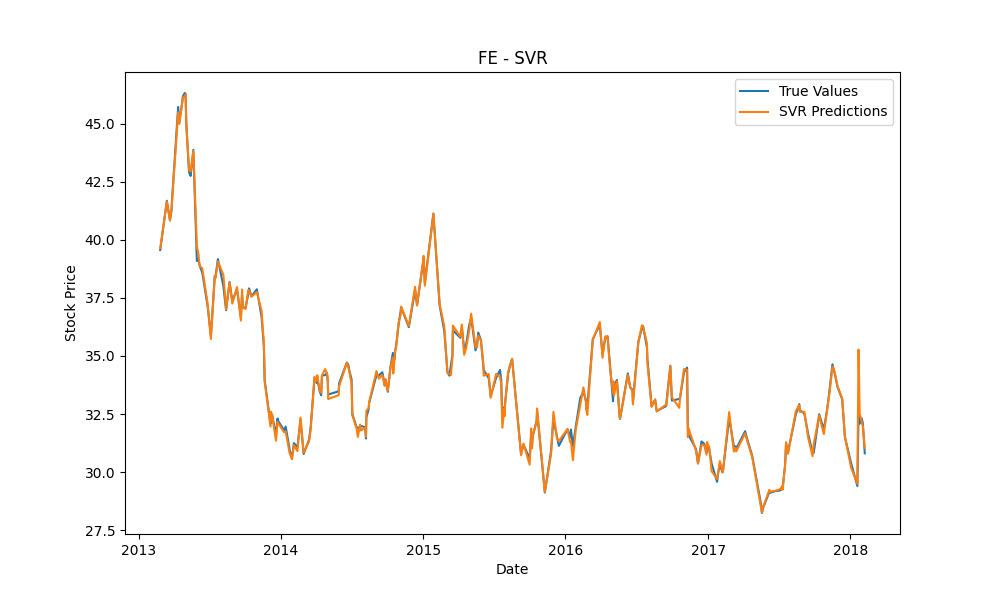 FE - SVR
True Values
SVR Predictions
Stock Price
45.0
42.5
40.0
37.5
35.0
32.5
30.0
27.5
2013
2014
2015
2016
2017
2018
Date